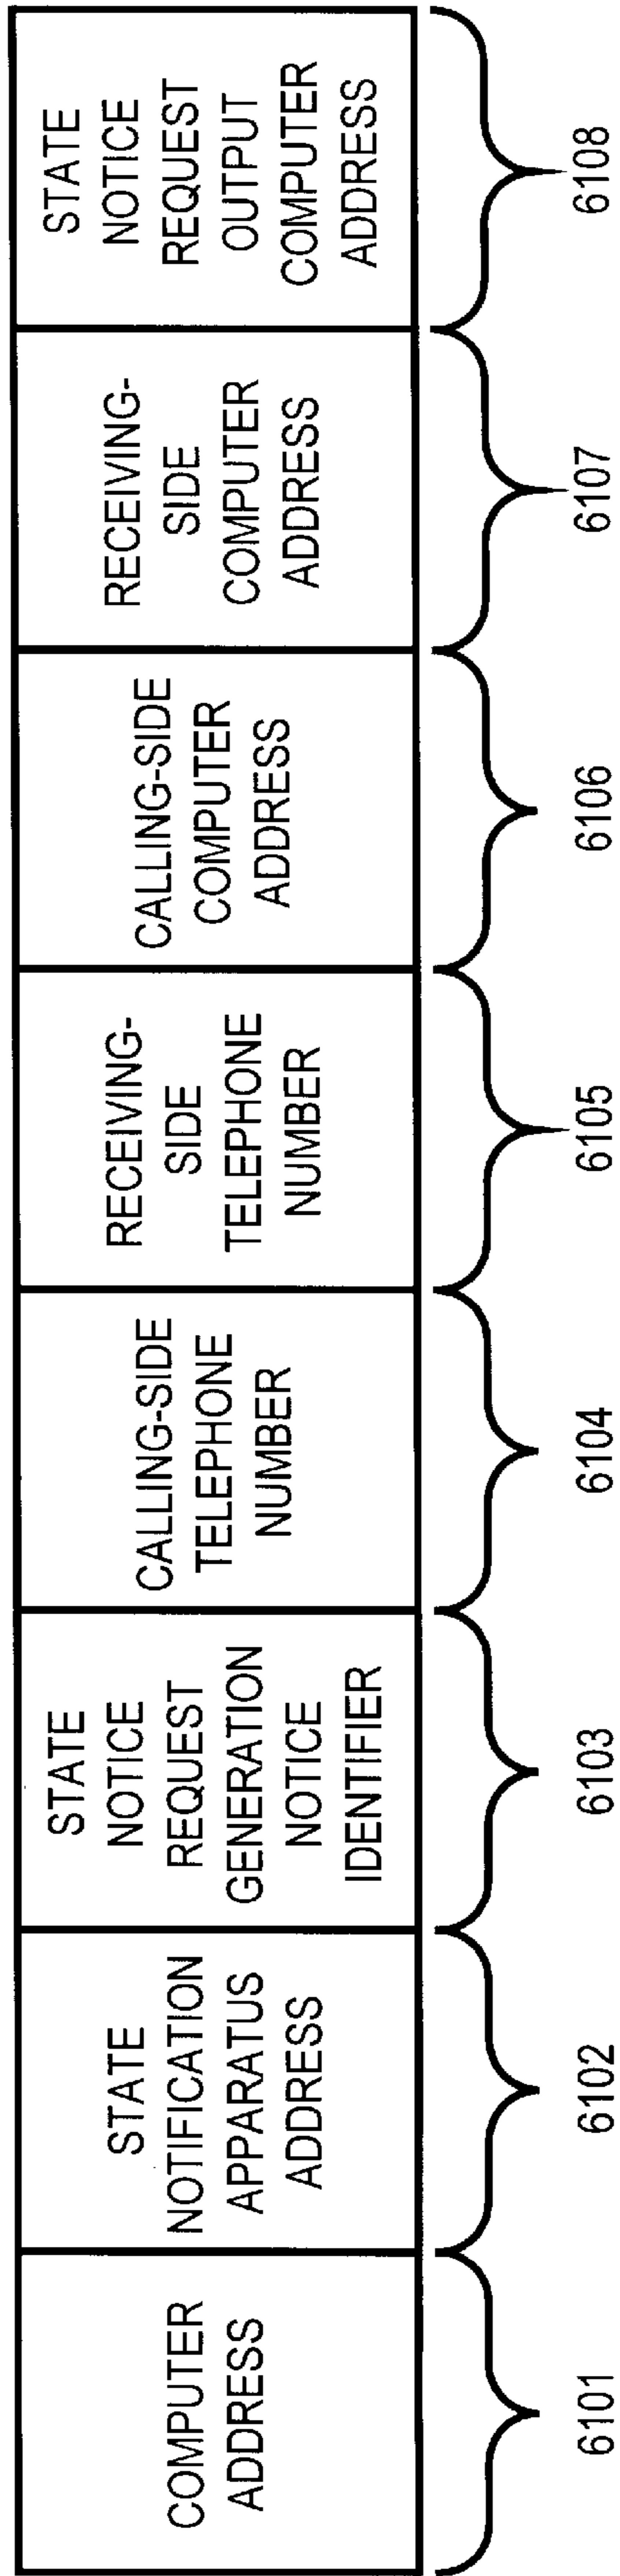 COMPUTER
ADDRESS
STATE
NOTIFICATION
APPARATUS
ADDRESS
STATE
NOTICE
REQUEST
GENERATION
NOTICE
IDENTIFIER
CALLING-SIDE
TELEPHONE
NUMBER
RECEIVING-
SIDE
TELEPHONE
NUMBER
CALLING-SIDE
COMPUTER
ADDRESS
RECEIVING-
SIDE
COMPUTER
ADDRESS
STATE
NOTICE
REQUEST
OUTPUT
COMPUTER
ADDRESS
6101
6102
6103
6104
6105
6106
6107
6108